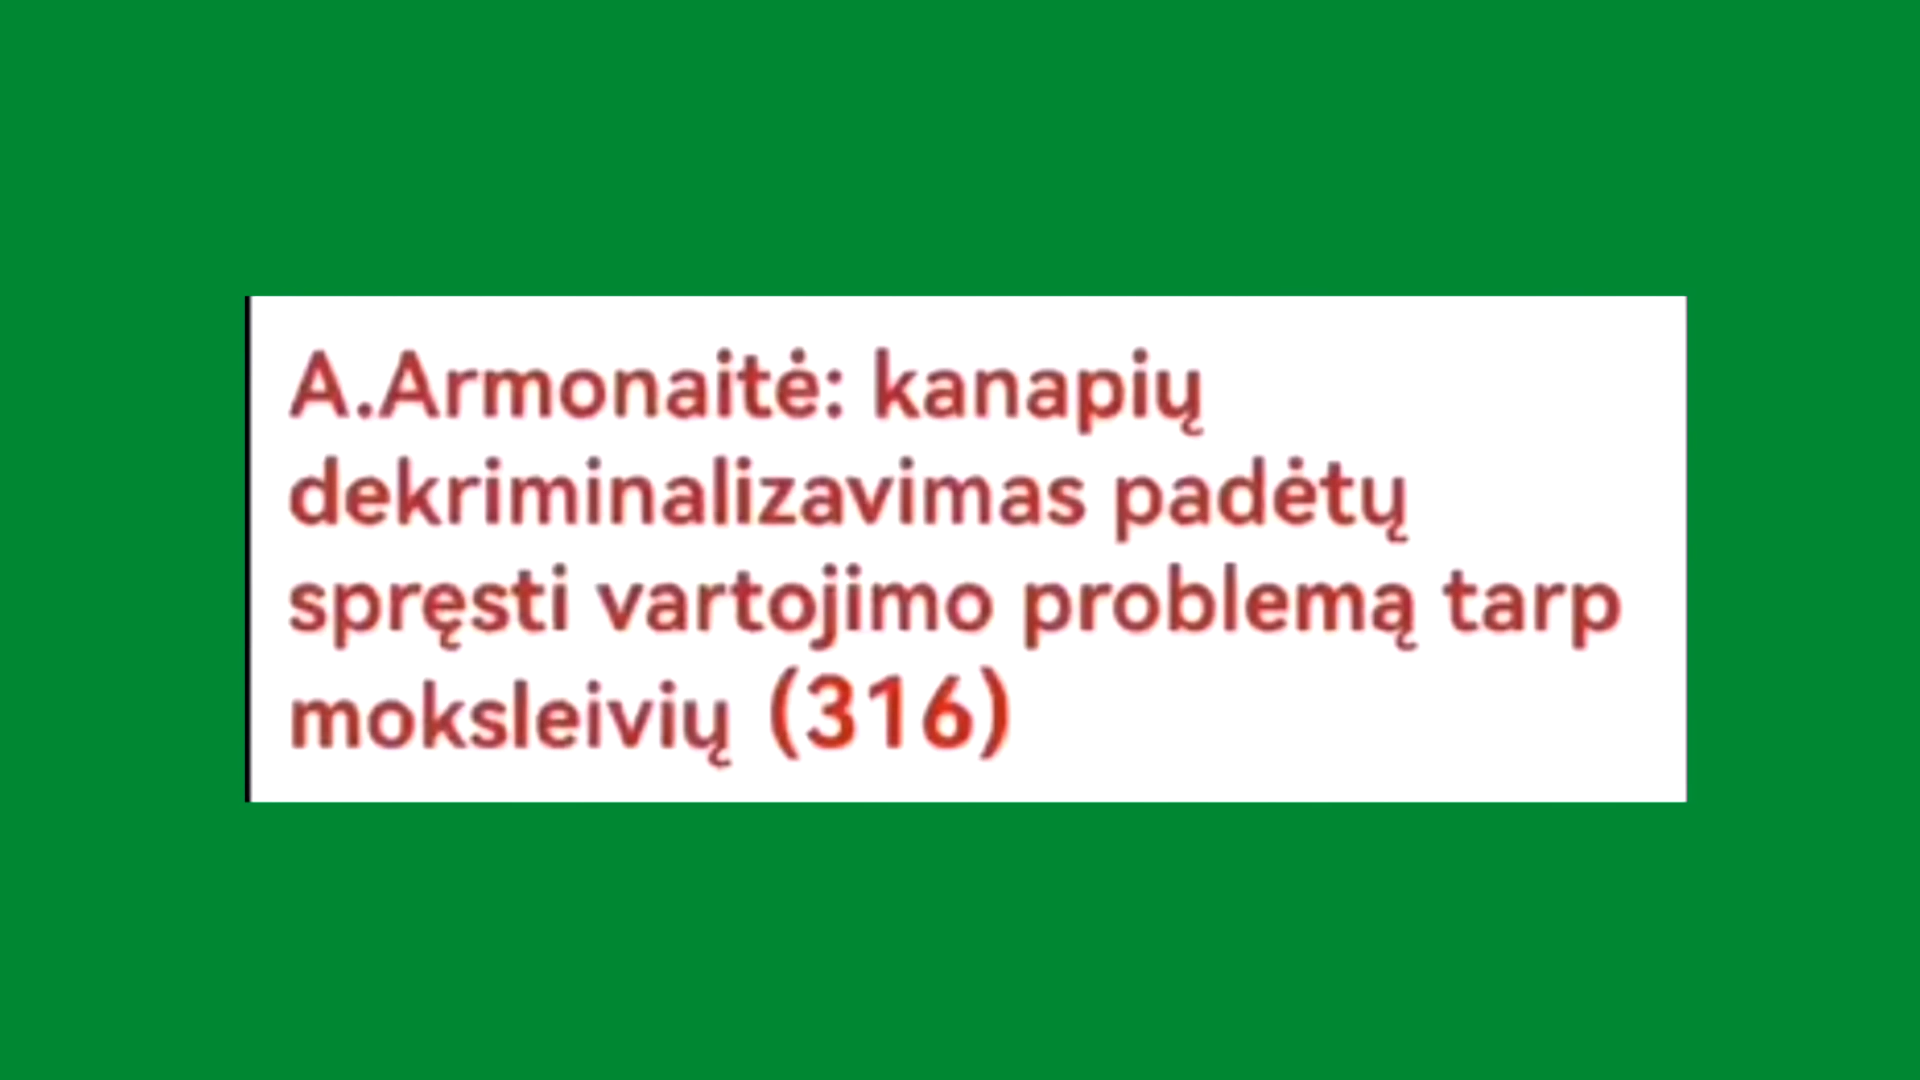 A.Armonaitė: kanapių
dekriminalizavimas padėtų
spręsti vartojimo problemą tarp
moksleivių (316)